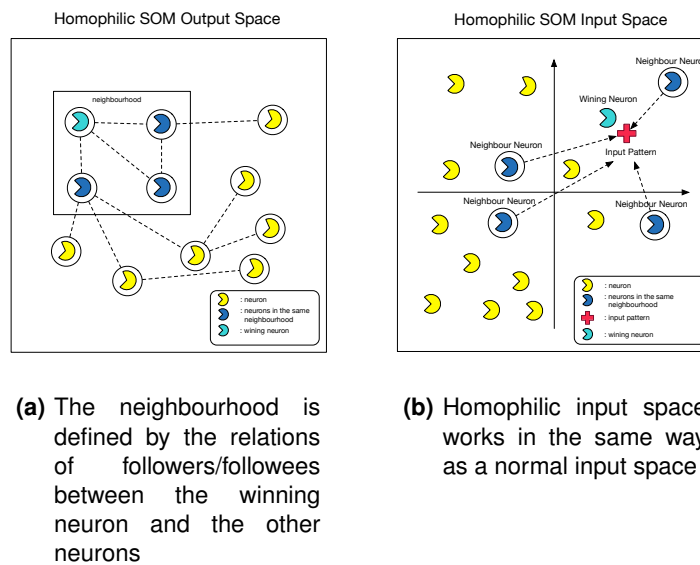 Homophilic SOM Output Space
neighbourhood
: neuron
: neurons in the same
neighbourhood
: wining neuron
(a) The neighbourhood is
defined by the relations
of followers/followees
between the winning
neuron and the other
neurons
Homophilic SOM Input Space
Neighbour Neuron
Wining Neuron
Neighbour Neuron
Input Pattern
Neighbour Neuron
Neighbour Neuron
: neuron
: neurons in the same
neighbourhood
: input pattern
: wining neuron
(b) Homophilic input space
works in the same way
as a normal input space